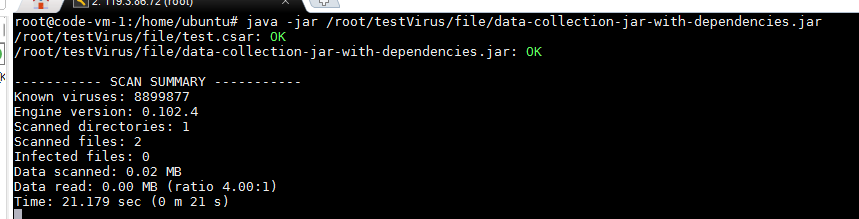 2. 119.3.86.72 (root)
root@code-vm-1:/home/ubuntu# java -jar /root/testVirus/file/data-collection-jar-with-dependencies.jar
/root/testVirus/file/test.csar: OK
/root/testVirus/file/data-collection-jar-with-dependencies.jar: OK
----------- SCAN SUMMARY -----------
Known viruses: 8899877
Engine version: 0.102.4
Scanned directories: 1
Scanned files: 2
Infected files: 0
Data scanned: 0.02 MB
Data read: 0.00 MB (ratio 4.00:1)
Time: 21.179 sec (0 m 21 s)